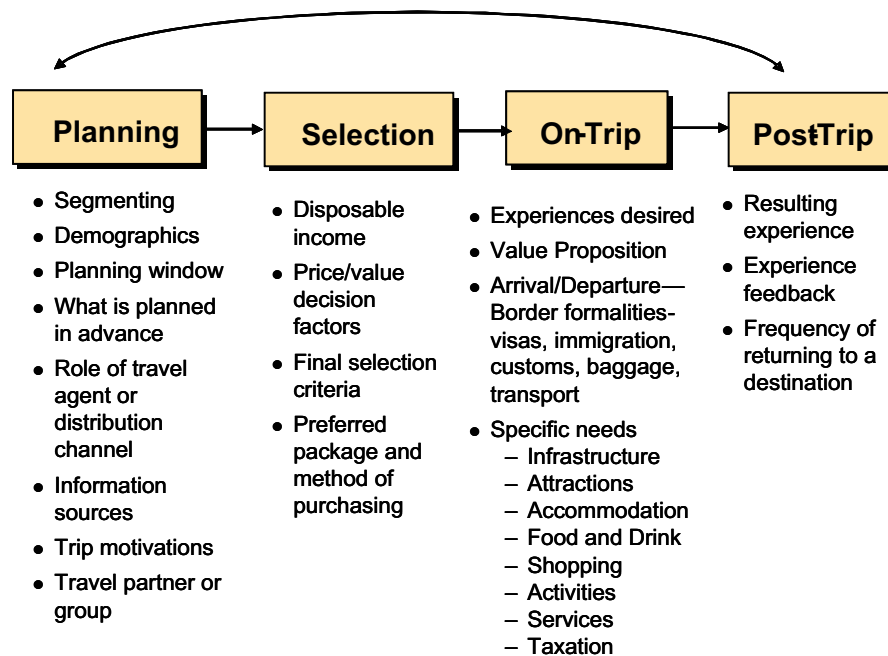 Planning
Segmenting
Demographics
Planning window
What is planned
in advance
Role of travel
agent or
distribution
channel
Information
sources
Trip motivations
Travel partner or
group
Selection
Disposable
income
Price/value
decision
factors
Final selection
criteria
Preferred
package and
method of
purchasing
On-Trip
Experiences desired
Value Proposition
Arrival/Departure—
Border formalities-
visas, immigration,
customs, baggage,
transport
Specific needs
– Infrastructure
– Attractions
– Accommodation
– Food and Drink
– Shopping
– Activities
– Services
– Taxation
Post-Trip
Resulting
experience
Experience
feedback
Frequency of
returning to a
destination